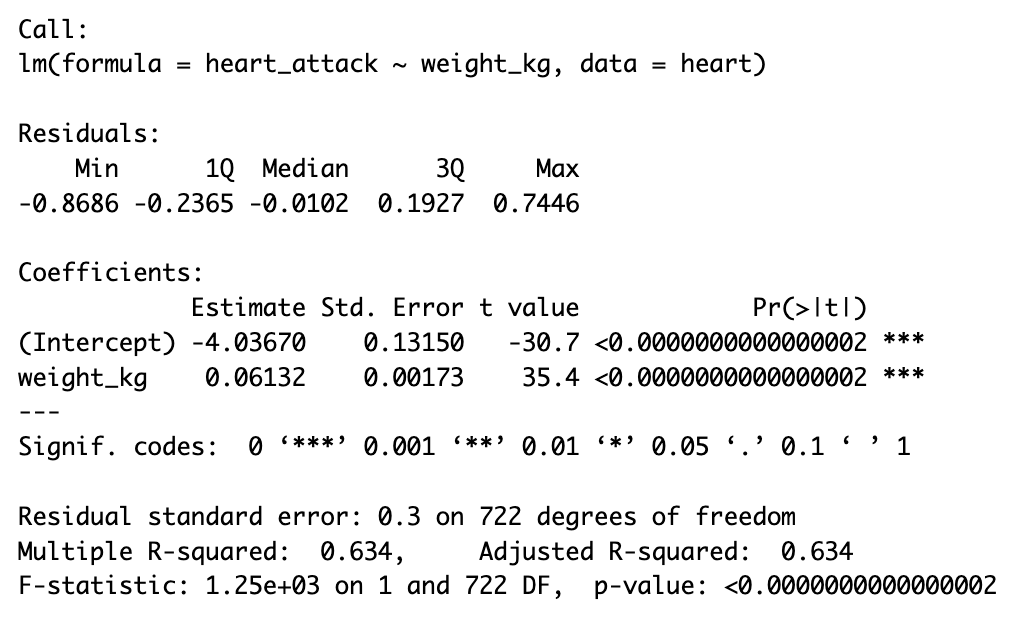 Call:
lm(formula = heart_attack ~ weight_kg, data = heart)
Residuals:
    Min      1Q  Median      3Q     Max
-0.8686 -0.2365 -0.0102  0.1927  0.7446
Coefficients:
            Estimate Std. Error t value            Pr(>|t|)
(Intercept) -4.03670    0.13150   -30.7 <0.0000000000000002 ***
weight_kg    0.06132    0.00173    35.4 <0.0000000000000002 ***
---
Signif. codes:  0 ‘***’ 0.001 ‘**’ 0.01 ‘*’ 0.05 ‘.’ 0.1 ‘ ’ 1
Residual standard error: 0.3 on 722 degrees of freedom
Multiple R-squared:  0.634,	Adjusted R-squared:  0.634
F-statistic: 1.25e+03 on 1 and 722 DF,  p-value: <0.0000000000000002